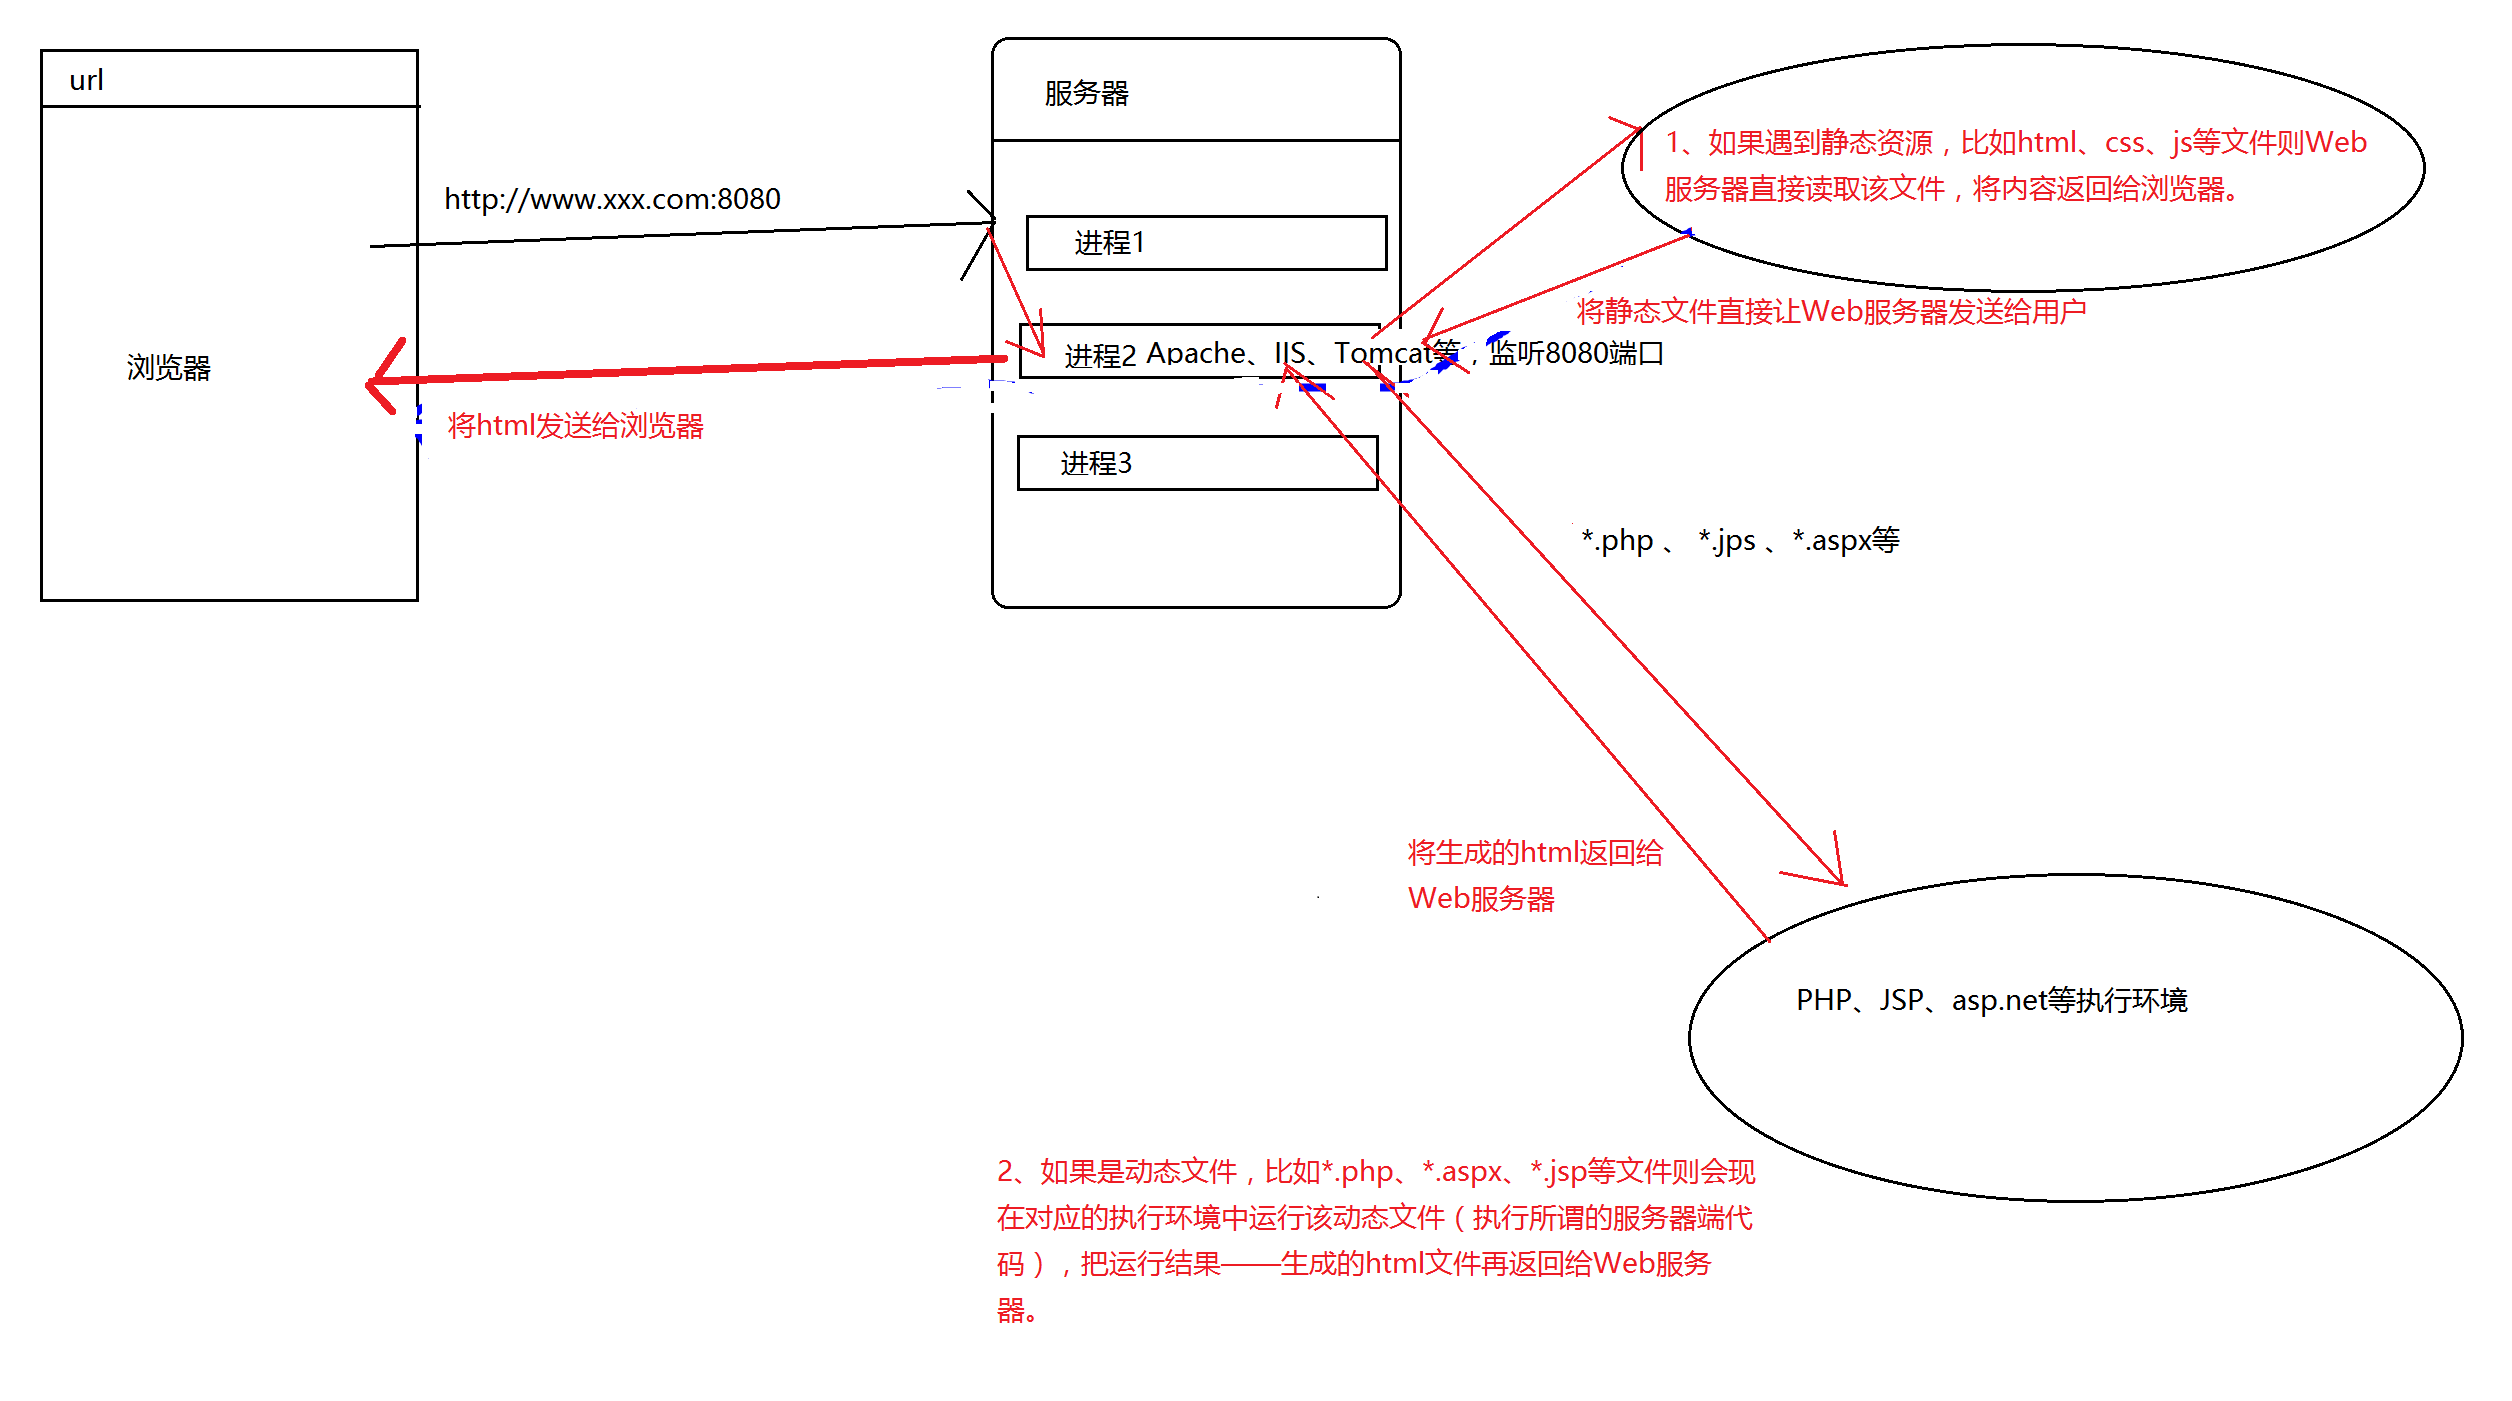 url
服务器
1、如果遇到静态资源，比如html、css、js等文件则Web
服务器直接读取该文件，将内容返回给浏览器。
http://www.xxx.com:8080
进程1
将静态文件直接让Web服务器发送给用户
进程2 Apache、IIS、Tomcat等，监听8080端口
浏览器
将html发送给浏览器
进程3
*.php 、 *.jps 、*.aspx等
将生成的html返回给
Web服务器
PHP、JSP、asp.net等执行环境
2、如果是动态文件，比如*.php、*.aspx、*.jsp等文件则会现
在对应的执行环境中运行该动态文件（执行所谓的服务器端代
码），把运行结果——生成的html文件再返回给Web服务
器。